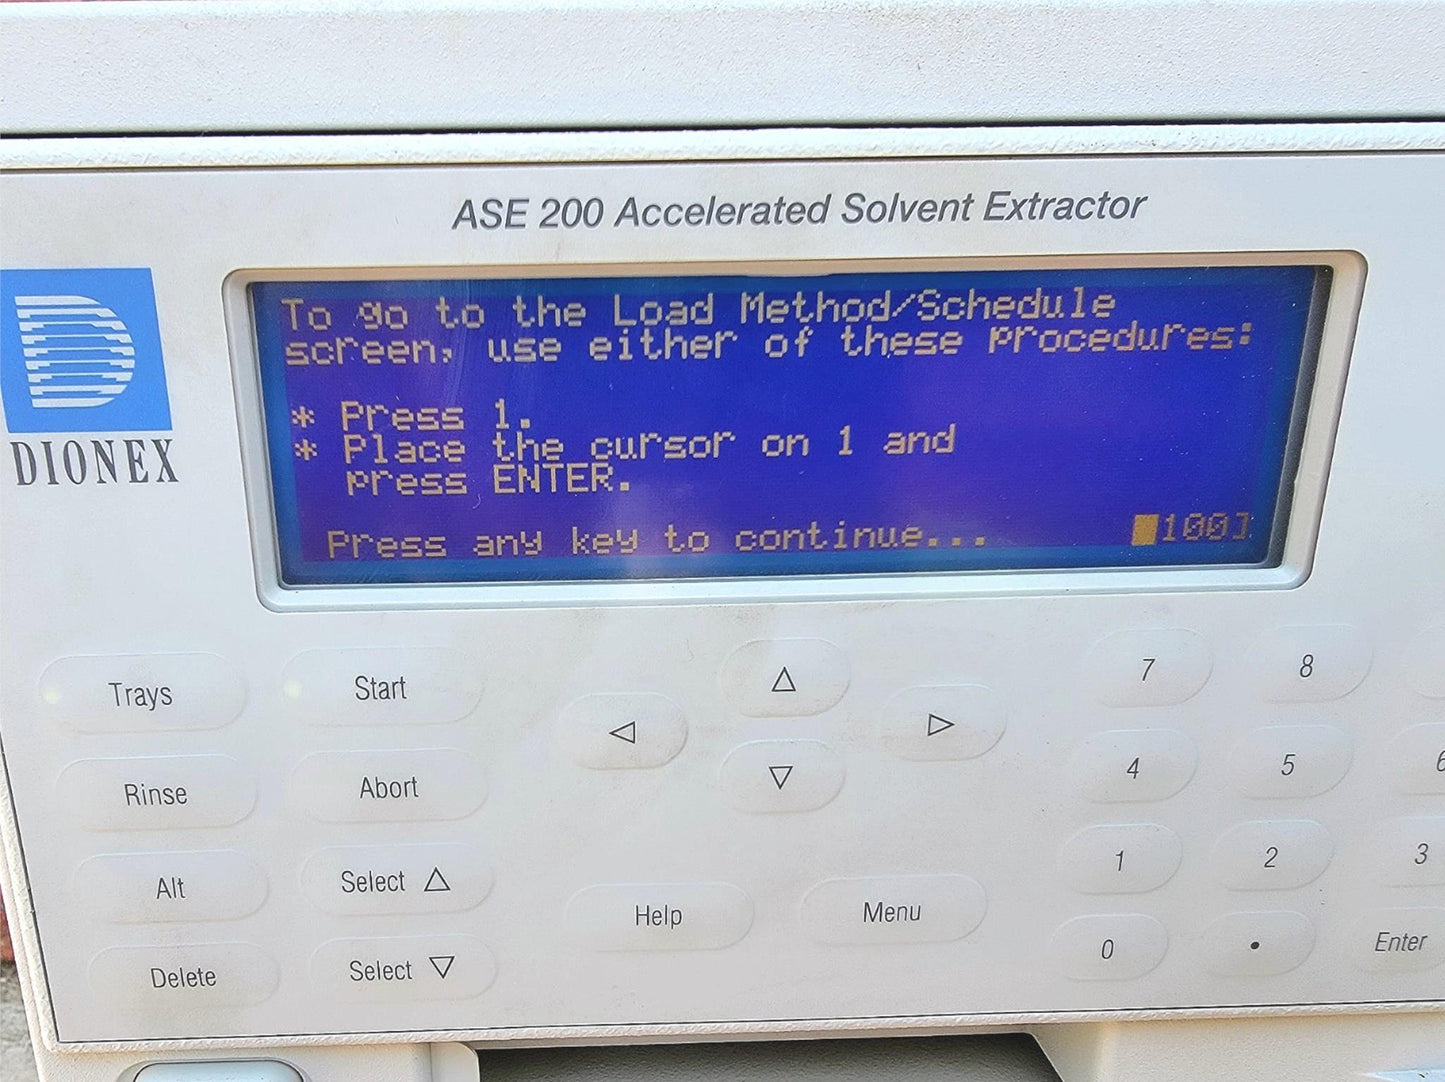 ASE 200 Accelerated Solvent Extractor
DIONEX
To go to the Load Method/Schedule
screen, use either of these procedures:
* Press 1.
* Place the cursor on 1 and
press ENTER.
Press any key to continue... 100]
Trays Start 7 8
Rinse Abort 4 5 6
Alt Select △ Help Menu 1 2 3
Delete Select ▽ 0 . Enter